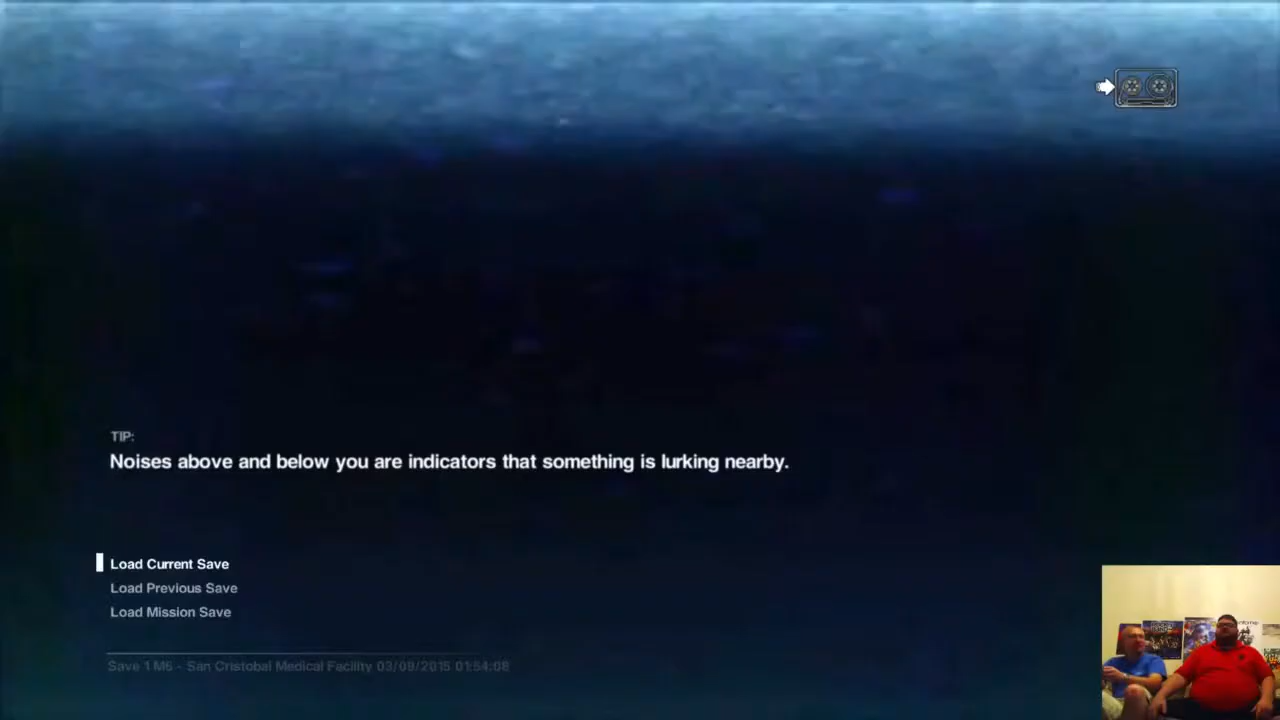 TIP:
Noises above and below you are indicators that something is lurking nearby.
Load Current Save
Load Previous Save
Load Mission Save
Save 1 M5 - San Cristobal Medical Facility 03/09/2015 01:54:08